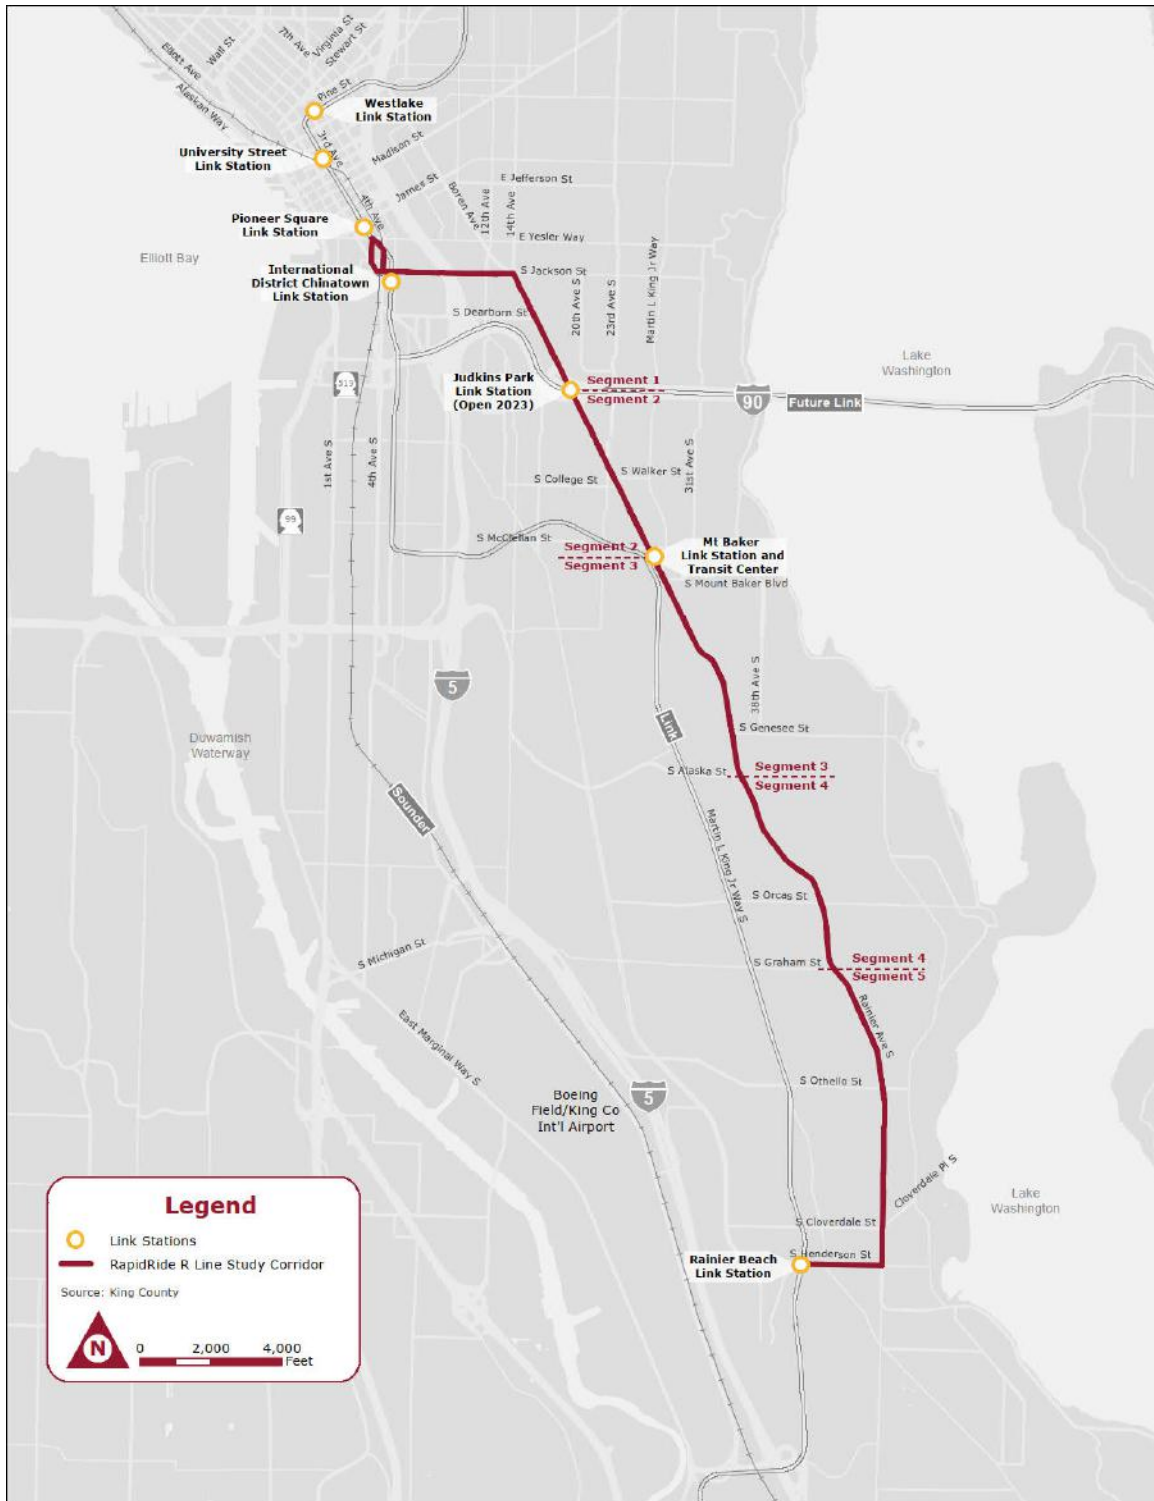 7th Ave
Virginia St
Stewart St
Wall St
Elliott Ave
Alaskan Way
Pine St
Westlake
Link Station
3rd Ave
Madison St
University Street
Link Station
James St
E Jefferson St
Boren Ave
12th Ave
14th Ave
4th Ave
Pioneer Square
Link Station
E Yesler Way
Martin L King Jr Way
Elliott Bay
International
District Chinatown
Link Station
S Jackson St
20th Ave S
23rd Ave S
S Dearborn St
Lake
Washington
Judkins Park
Link Station
(Open 2023)
Segment 1
Segment 2
90
Future Link
519
1st Ave S
4th Ave S
S Walker St
31st Ave S
S College St
99
S McClellan St
Segment 2
Segment 3
Mt Baker
Link Station and
Transit Center
S Mount Baker Blvd
5
38th Ave S
Link
S Genesee St
Duwamish
Waterway
S Alaska St
Segment 3
Segment 4
Sounder
Martin L King Jr Way S
S Orcas St
S Michigan St
S Graham St
Segment 4
Segment 5
Rainier Ave S
East Marginal Way S
S Othello St
Boeing
Field/King Co
Int'l Airport
5
Cloverdale Pl S
Lake
Washington
S Cloverdale St
S Henderson St
Rainier Beach
Link Station
Legend
Link Stations
RapidRide R Line Study Corridor
Source: King County
N
0 2,000 4,000
Feet